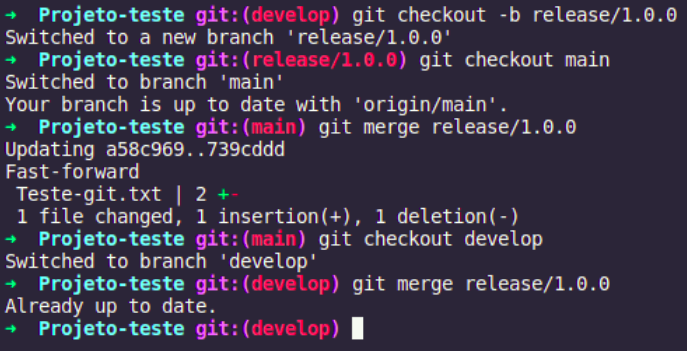 ➜  Projeto-teste git:(develop) git checkout -b release/1.0.0
Switched to a new branch 'release/1.0.0'
➜  Projeto-teste git:(release/1.0.0) git checkout main
Switched to branch 'main'
Your branch is up to date with 'origin/main'.
➜  Projeto-teste git:(main) git merge release/1.0.0
Updating a58c969..739cddd
Fast-forward
 Teste-git.txt | 2 +-
 1 file changed, 1 insertion(+), 1 deletion(-)
➜  Projeto-teste git:(main) git checkout develop
Switched to branch 'develop'
➜  Projeto-teste git:(develop) git merge release/1.0.0
Already up to date.
➜  Projeto-teste git:(develop)